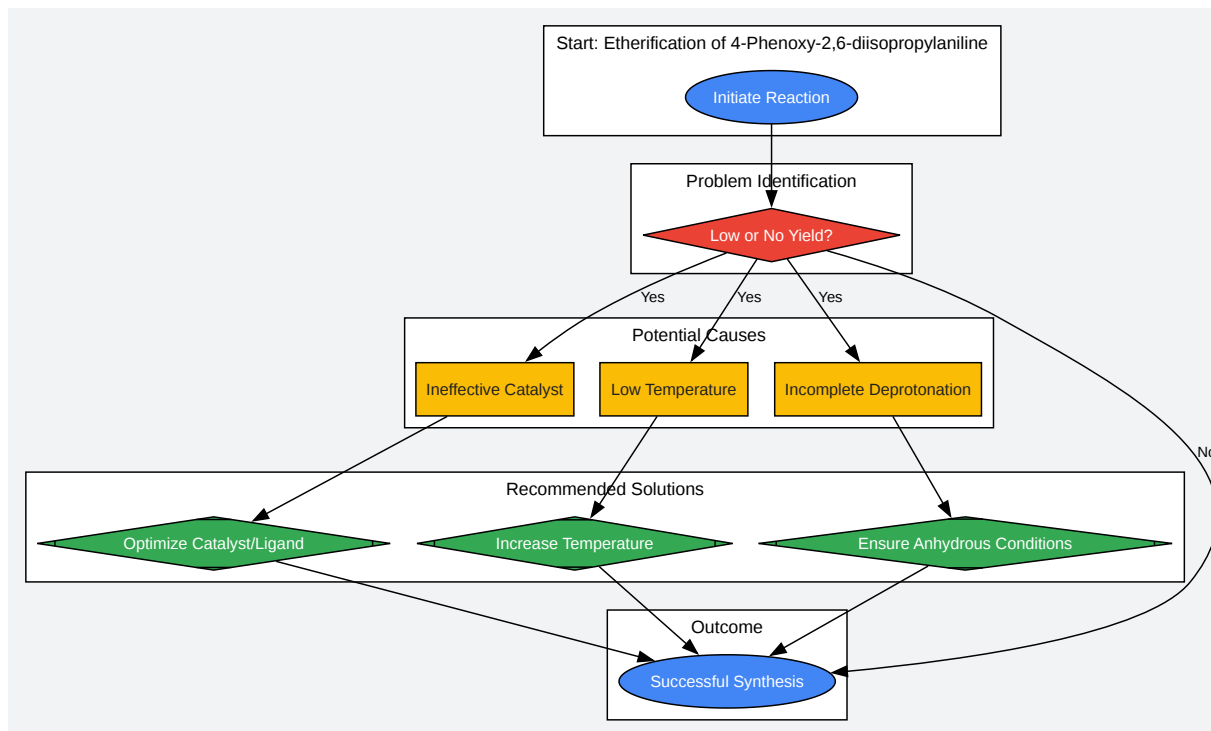 Start: Etherification of 4-Phenoxy-2,6-diisopropylaniline
Initiate Reaction
Problem Identification
Low or No Yield?
Yes
Yes
Yes
Potential Causes
Ineffective Catalyst
Low Temperature
Incomplete Deprotonation
No
Recommended Solutions
Optimize Catalyst/Ligand
Increase Temperature
Ensure Anhydrous Conditions
Outcome
Successful Synthesis